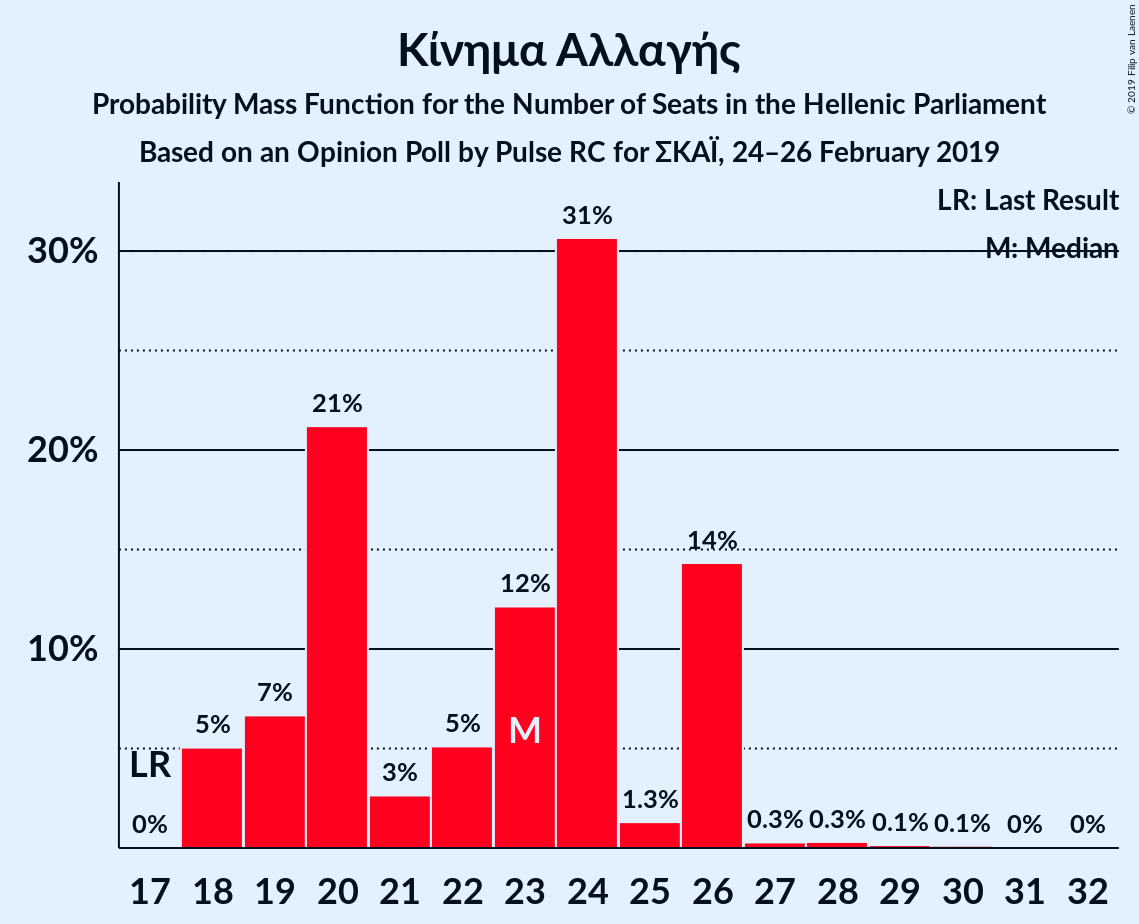 Κίνημα Αλλαγής
Probability Mass Function for the Number of Seats in the Hellenic Parliament
Based on an Opinion Poll by Pulse RC for ΣΚΑΪ, 24–26 February 2019
© 2019 Filip van Laenen
LR: Last Result
M: Median
30%
20%
10%
LR
M
0%
5%
7%
21%
3%
5%
12%
31%
1.3%
14%
0.3%
0.3%
0.1%
0.1%
0%
0%
17 18 19 20 21 22 23 24 25 26 27 28 29 30 31 32